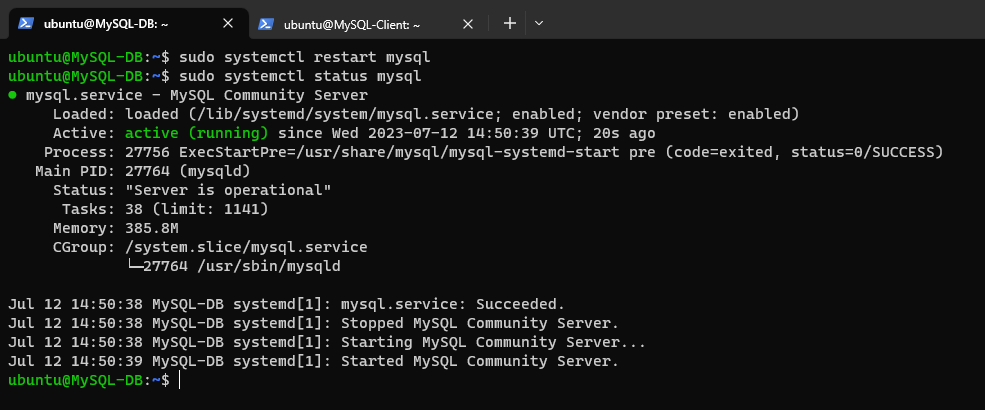 ubuntu@MySQL-DB: ~
ubuntu@MySQL-Client: ~
ubuntu@MySQL-DB:~$ sudo systemctl restart mysql
ubuntu@MySQL-DB:~$ sudo systemctl status mysql
● mysql.service - MySQL Community Server
Loaded: loaded (/lib/systemd/system/mysql.service; enabled; vendor preset: enabled)
Active: active (running) since Wed 2023-07-12 14:50:39 UTC; 20s ago
Process: 27756 ExecStartPre=/usr/share/mysql/mysql-systemd-start pre (code=exited, status=0/SUCCESS)
Main PID: 27764 (mysqld)
Status: "Server is operational"
Tasks: 38 (limit: 1141)
Memory: 385.8M
CGroup: /system.slice/mysql.service
└─27764 /usr/sbin/mysqld
Jul 12 14:50:38 MySQL-DB systemd[1]: mysql.service: Succeeded.
Jul 12 14:50:38 MySQL-DB systemd[1]: Stopped MySQL Community Server.
Jul 12 14:50:38 MySQL-DB systemd[1]: Starting MySQL Community Server...
Jul 12 14:50:39 MySQL-DB systemd[1]: Started MySQL Community Server.
ubuntu@MySQL-DB:~$